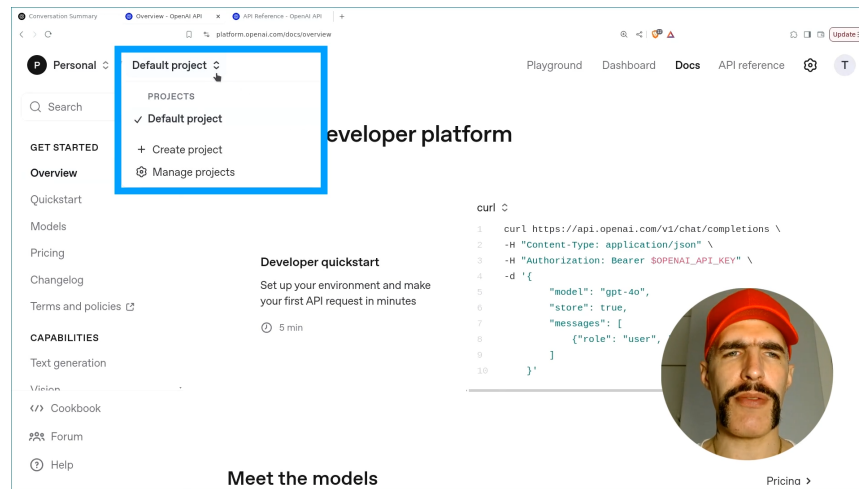 Conversation Summary
Overview - OpenAI API
API Reference - OpenAI API
platform.openai.com/docs/overview
Update
P Personal
Default project
Playground Dashboard Docs API reference
T
Search
PROJECTS
Default project
Create project
Manage projects
eveloper platform
GET STARTED
Overview
Quickstart
Models
Pricing
Changelog
Terms and policies
CAPABILITIES
Text generation
Vision
Cookbook
Forum
Help
Developer quickstart
Set up your environment and make
your first API request in minutes
5 min
curl
1 curl https://api.openai.com/v1/chat/completions \
2 -H "Content-Type: application/json" \
3 -H "Authorization: Bearer $OPENAI_API_KEY" \
4 -d '{
5 "model": "gpt-4o",
6 "store": true,
7 "messages": [
8 {"role": "user",
9 ]
10 }'
Meet the models
Pricing